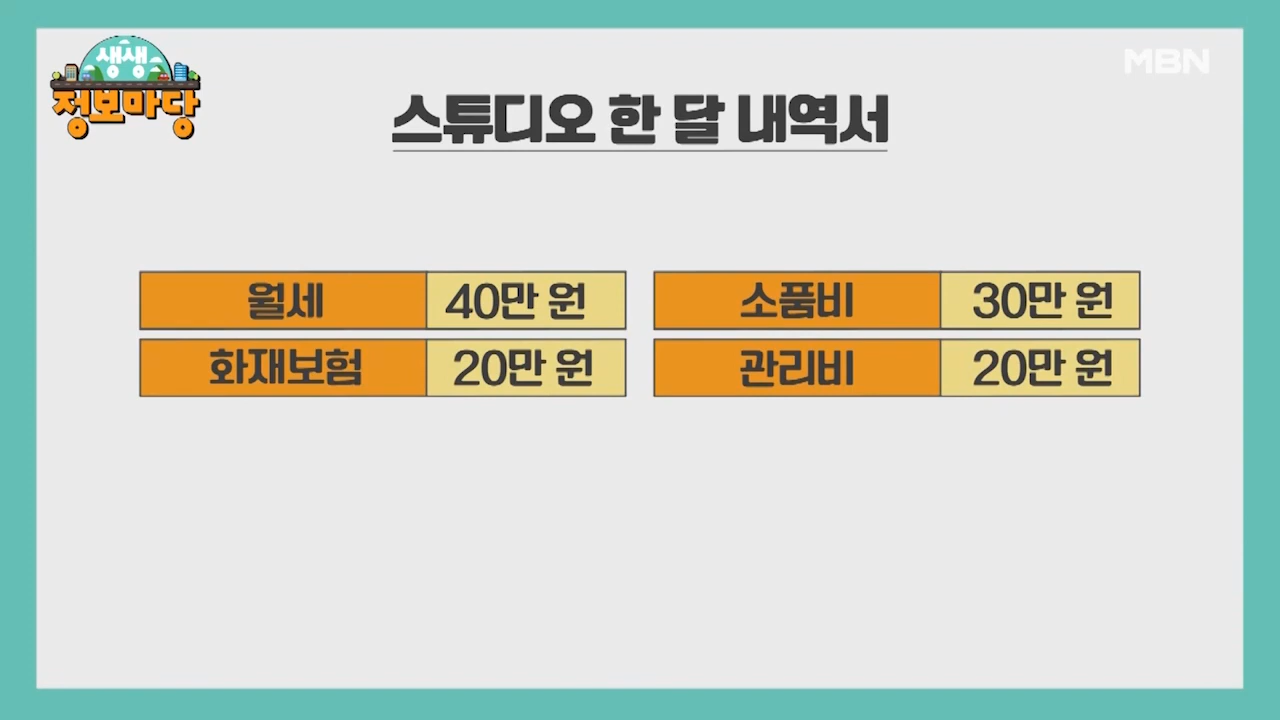 생생
정보마당
MBN
스튜디오 한 달 내역서
월세 40만 원 소품비 30만 원
화재보험 20만 원 관리비 20만 원